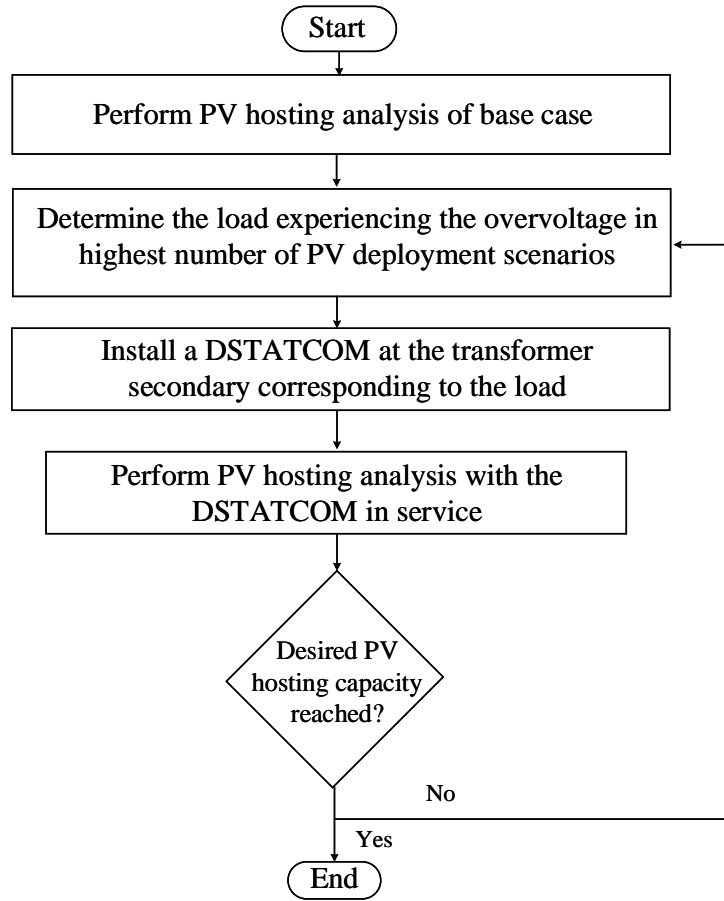 Start
Perform PV hosting analysis of base case
Determine the load experiencing the overvoltage in
highest number of PV deployment scenarios
Install a DSTATCOM at the transformer
secondary corresponding to the load
Perform PV hosting analysis with the
DSTATCOM in service
Desired PV
hosting capacity
reached?
No
Yes
End